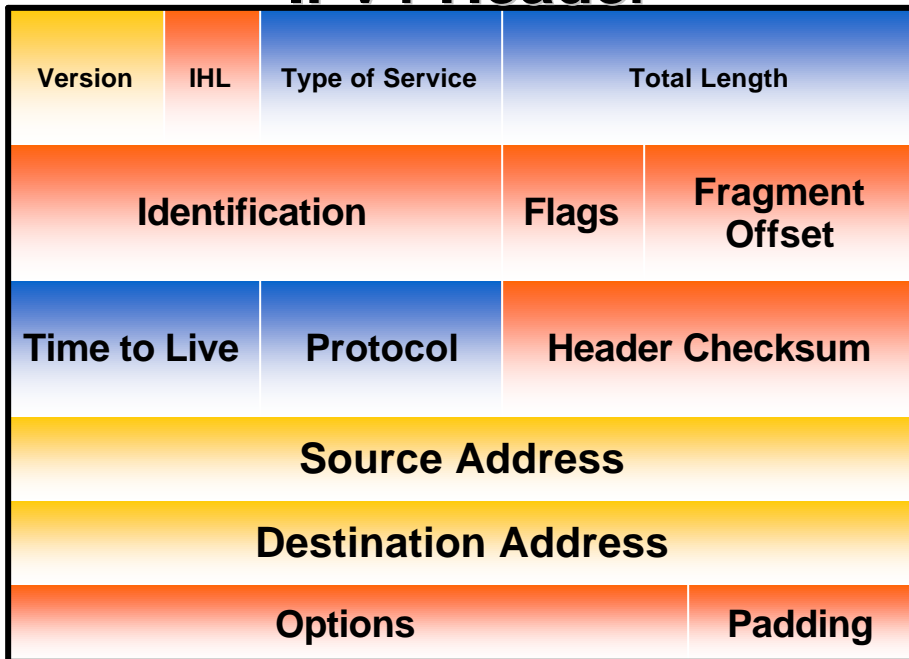 Header
Version IHL Type of Service Total Length
Identification Flags Fragment
Offset
Time to Live Protocol Header Checksum
Source Address
Destination Address
Options Padding